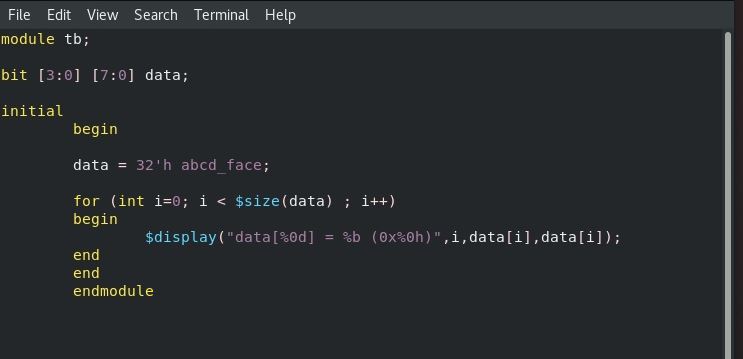 File Edit View Search Terminal Help
module tb;
bit [3:0] [7:0] data;
initial
begin
data = 32'h abcd_face;
for (int i=0; i < $size(data) ; i++)
begin
$display("data[%0d] = %b (0x%0h)",i,data[i],data[i]);
end
end
endmodule